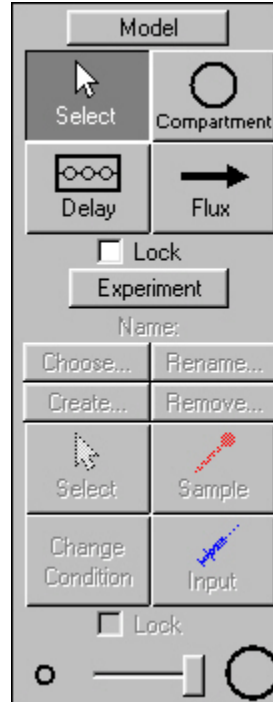 Model
Select
Compartment
Delay
Flux
Lock
Experiment
Name:
Choose...
Rename...
Create...
Remove...
Select
Sample
Change
Condition
Input
Lock